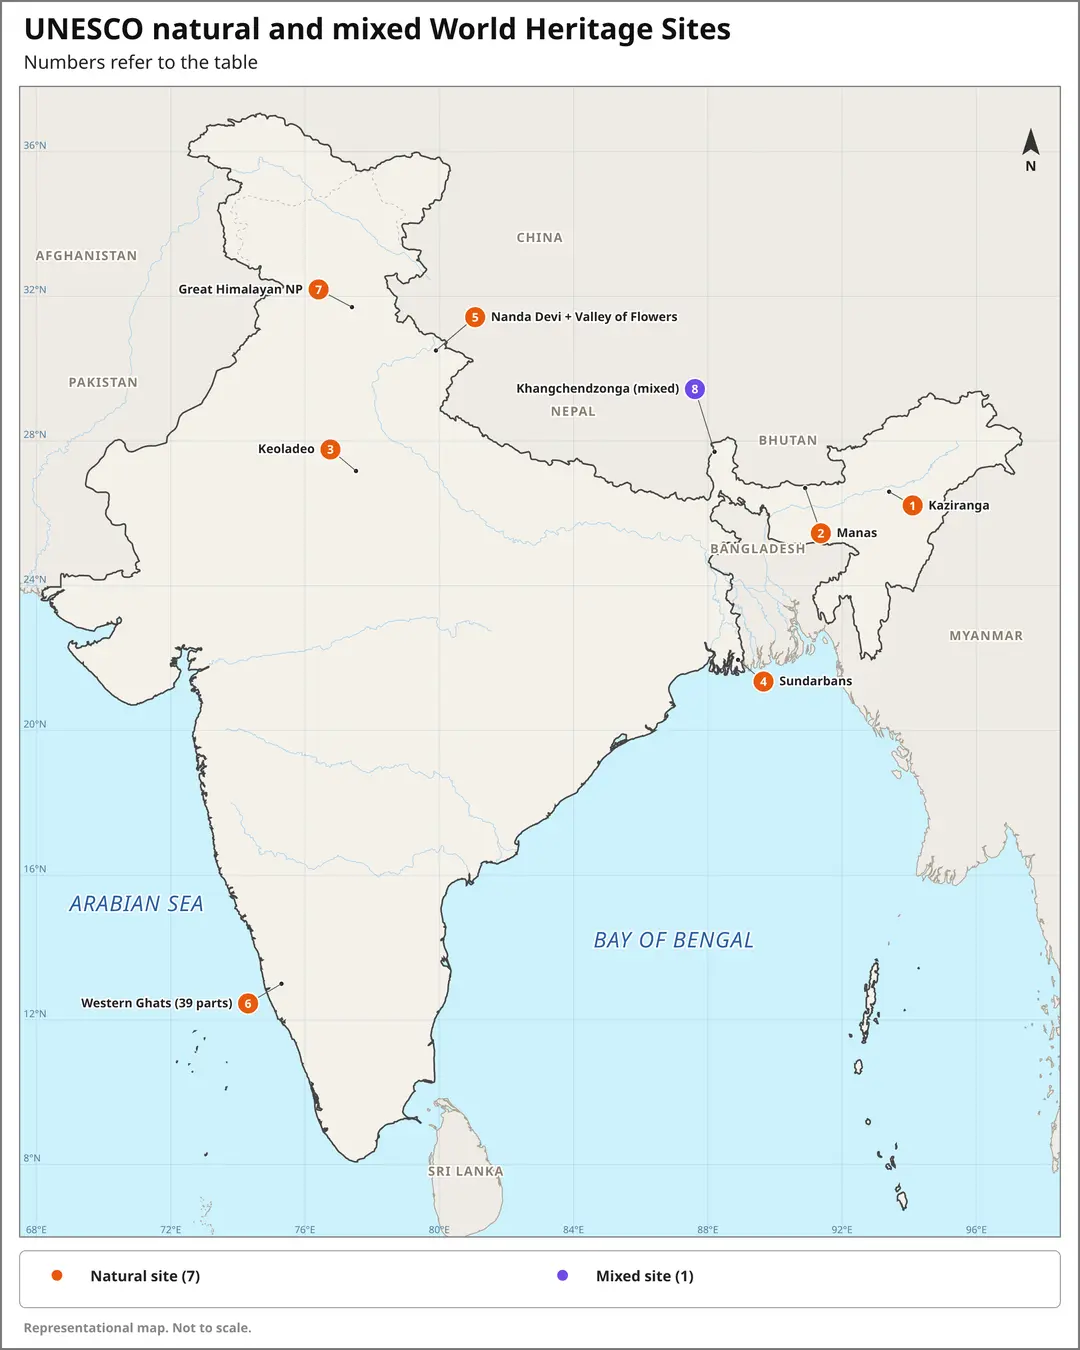 UNESCO natural and mixed World Heritage Sites
Numbers refer to the table
36°N
N
CHINA
AFGHANISTAN
Great Himalayan NP 7
32°N
5 Nanda Devi + Valley of Flowers
PAKISTAN
Khangchendzonga (mixed) 8
NEPAL
28°N
BHUTAN
Keoladeo 3
1 Kaziranga
2 Manas
BANGLADESH
24°N
MYANMAR
4 Sundarbans
20°N
16°N
ARABIAN SEA
BAY OF BENGAL
Western Ghats (39 parts) 6
12°N
8°N
SRI LANKA
68°E 72°E 76°E 80°E 84°E 88°E 92°E 96°E
Natural site (7)
Mixed site (1)
Representational map. Not to scale.